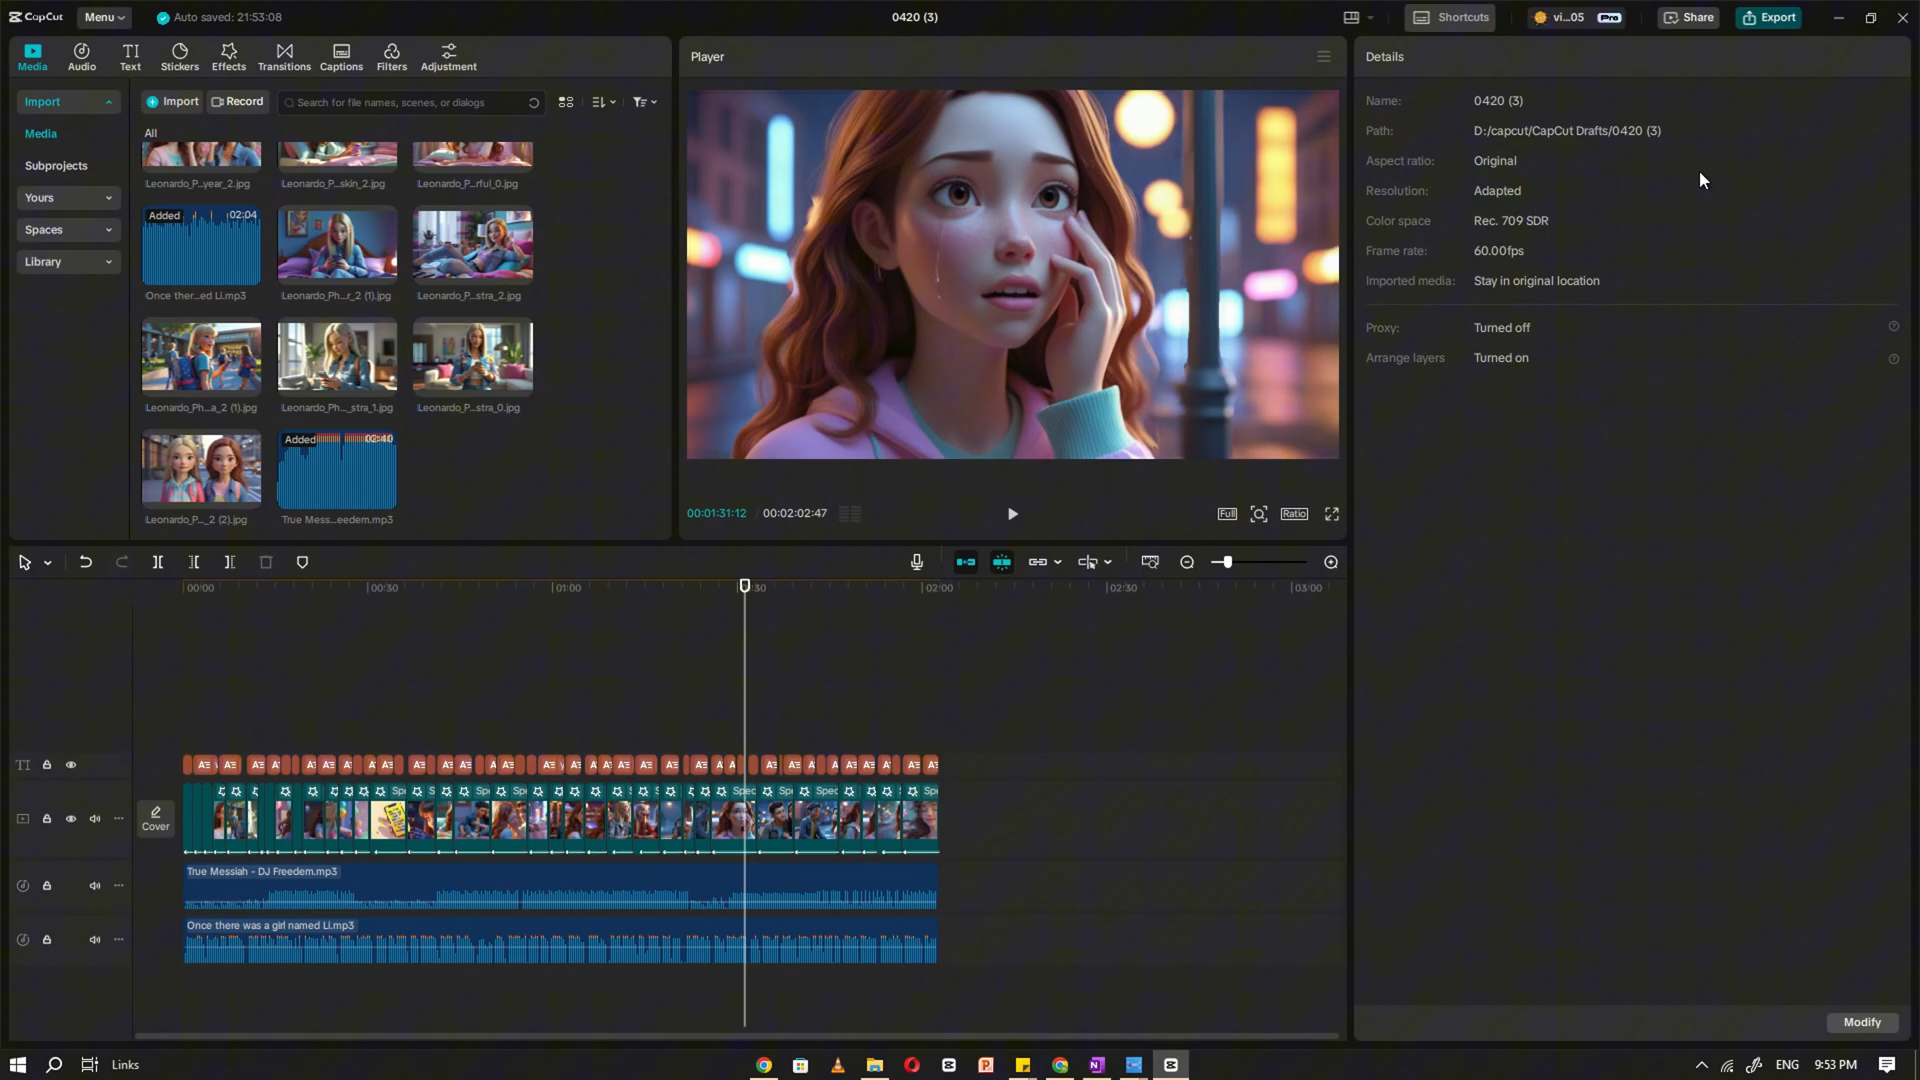 CapCut
Menu
Auto saved: 21:53:08
0420 (3)
Shortcuts
vi...05
Pro
Share
Export
Media
Audio
TI
Text
Stickers
Effects
Transitions
Captions
Filters
Adjustment
Import
Media
Subprojects
Yours
Spaces
Library
Import
Record
Search for file names, scenes, or dialogs
All
Leonardo_P...year_2.jpg
Leonardo_P...skin_2.jpg
Leonardo_P...rful_0.jpg
Added
02:04
Once ther...ed Li.mp3
Leonardo_Ph...r_2 (1).jpg
Leonardo_P...stra_2.jpg
Leonardo_Ph...a_2 (1).jpg
Leonardo_Ph..._stra_1.jpg
Leonardo_P...stra_0.jpg
Added
02:40
Leonardo_P..._2 (2).jpg
True Mess...eedem.mp3
Player
00:01:31:12
/
00:02:02:47
Full
Ratio
Details
Name:
0420 (3)
Path:
D:/capcut/CapCut Drafts/0420 (3)
Aspect ratio:
Original
Resolution:
Adapted
Color space
Rec. 709 SDR
Frame rate:
60.00fps
Imported media:
Stay in original location
Proxy:
Turned off
Arrange layers
Turned on
Modify
00:00
00:30
01:00
:30
02:00
02:30
03:00
TI
Cover
True Messiah - DJ Freedem.mp3
Once there was a girl named Li.mp3
Links
ENG
9:53 PM